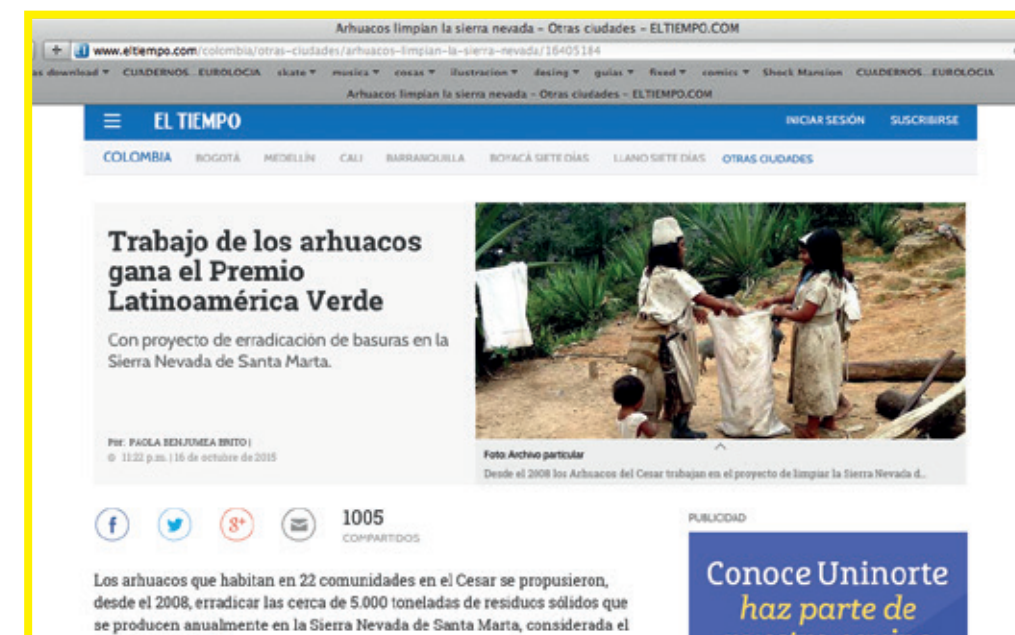 Arhuacos limpian la sierra nevada – Otras ciudades – ELTIEMPO.COM
www.eltiempo.com/colombia/otras-ciudades/arhuacos-limpian-la-sierra-nevada/16405184
as download CUADERNOS...EUROLOGIA skate musica cosas ilustracion desing guias fixed comics Shock Mansion CUADERNOS...EUROLOGIA
Arhuacos limpian la sierra nevada – Otras ciudades – ELTIEMPO.COM
EL TIEMPO INICIAR SESIÓN SUSCRIBIRSE
COLOMBIA BOGOTÁ MEDELLÍN CALI BARRANQUILLA BOYACÁ SIETE DÍAS LLANO SIETE DÍAS OTRAS CIUDADES
Trabajo de los arhuacos
gana el Premio
Latinoamérica Verde
Con proyecto de erradicación de basuras en la
Sierra Nevada de Santa Marta.
Por: PAOLA BENJUMEA BRITO |
11:22 p.m. | 16 de octubre de 2015
Foto: Archivo particular
Desde el 2008 los Arhuacos del Cesar trabajan en el proyecto de limpiar la Sierra Nevada d...
1005
COMPARTIDOS
PUBLICIDAD
Los arhuacos que habitan en 22 comunidades en el Cesar se propusieron,
desde el 2008, erradicar las cerca de 5.000 toneladas de residuos sólidos que
se producen anualmente en la Sierra Nevada de Santa Marta, considerada el
Conoce Uninorte
haz parte de